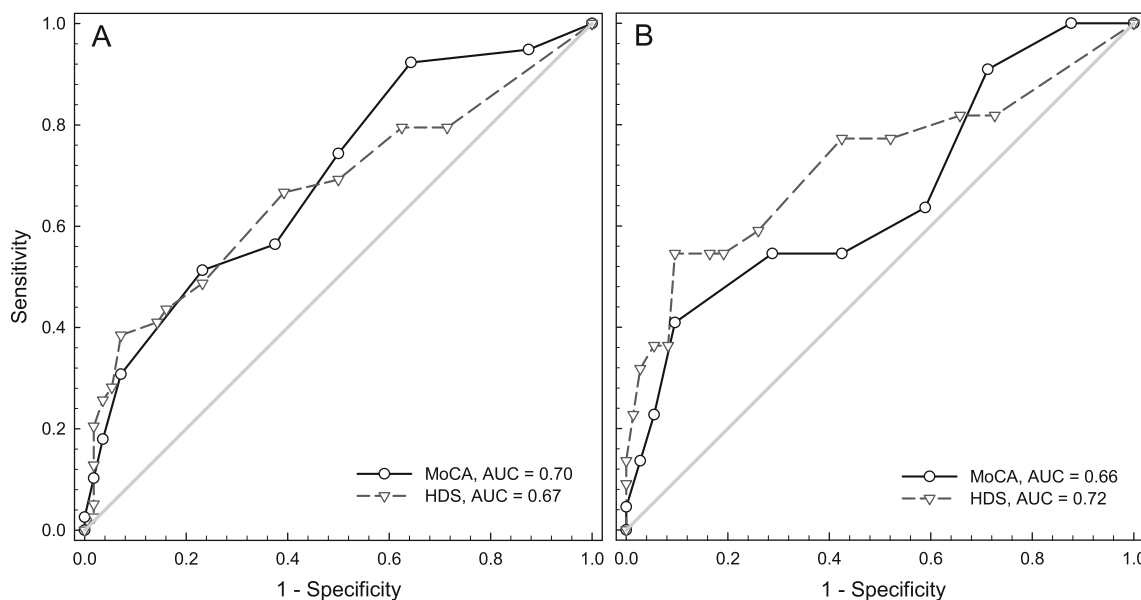 A
B
1.0
0.8
0.6
0.4
0.2
0.0
Sensitivity
MoCA, AUC = 0.70
HDS, AUC = 0.67
MoCA, AUC = 0.66
HDS, AUC = 0.72
0.0 0.2 0.4 0.6 0.8 1.0
0.0 0.2 0.4 0.6 0.8 1.0
1 - Specificity
1 - Specificity